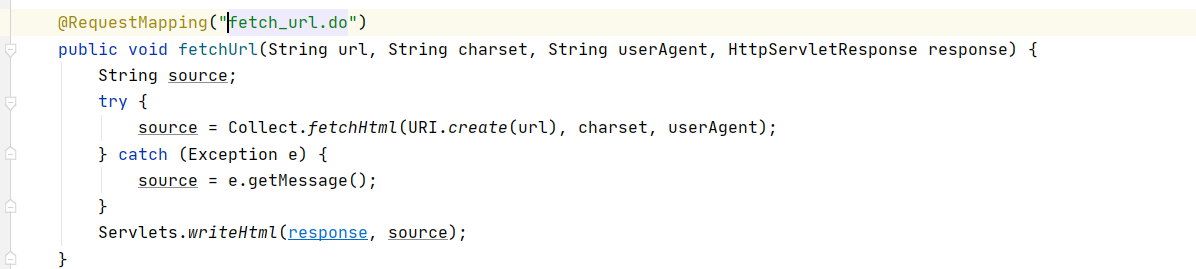 @RequestMapping("fetch_url.do")
public void fetchUrl(String url, String charset, String userAgent, HttpServletResponse response) {
String source;
try {
source = Collect.fetchHtml(URI.create(url), charset, userAgent);
} catch (Exception e) {
source = e.getMessage();
}
Servlets.writeHtml(response, source);
}